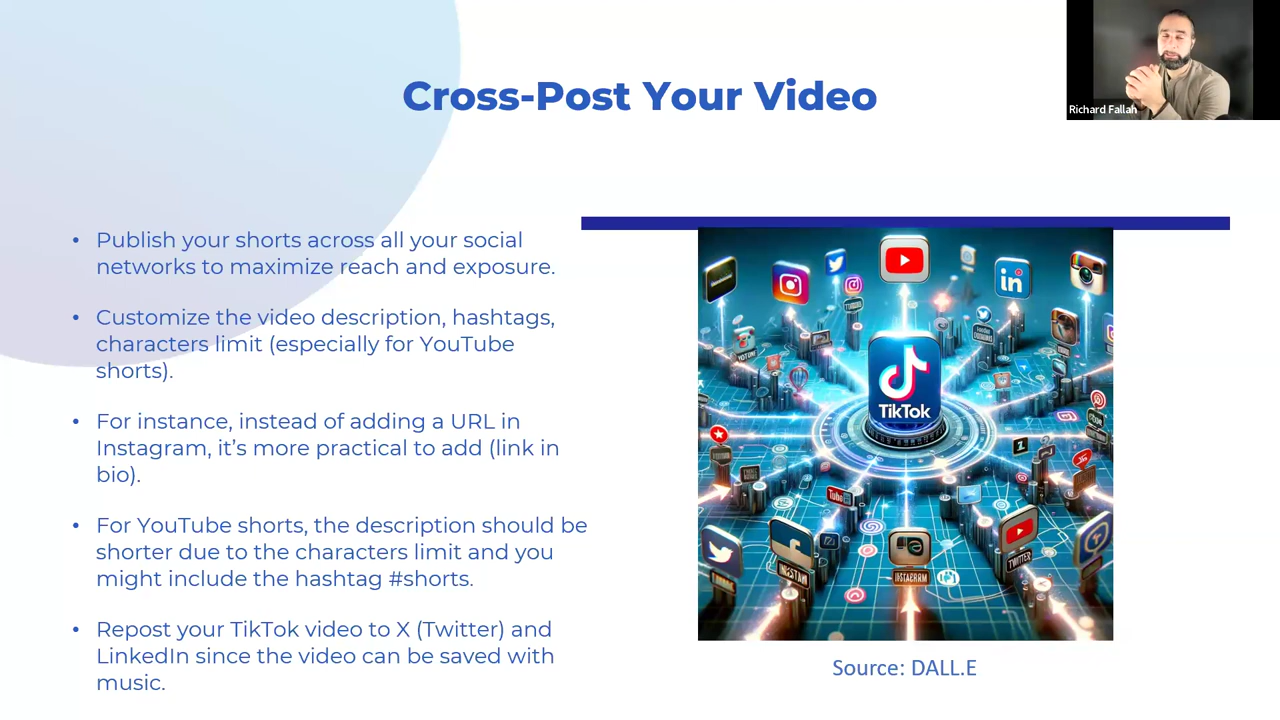 Cross-Post Your Video
Richard Fallah
• Publish your shorts across all your social
networks to maximize reach and exposure.
• Customize the video description, hashtags,
characters limit (especially for YouTube
shorts).
• For instance, instead of adding a URL in
Instagram, it’s more practical to add (link in
bio).
• For YouTube shorts, the description should be
shorter due to the characters limit and you
might include the hashtag #shorts.
• Repost your TikTok video to X (Twitter) and
LinkedIn since the video can be saved with
music.
in
TikTok
INSTAGRAM
TWITTER
Source: DALL.E